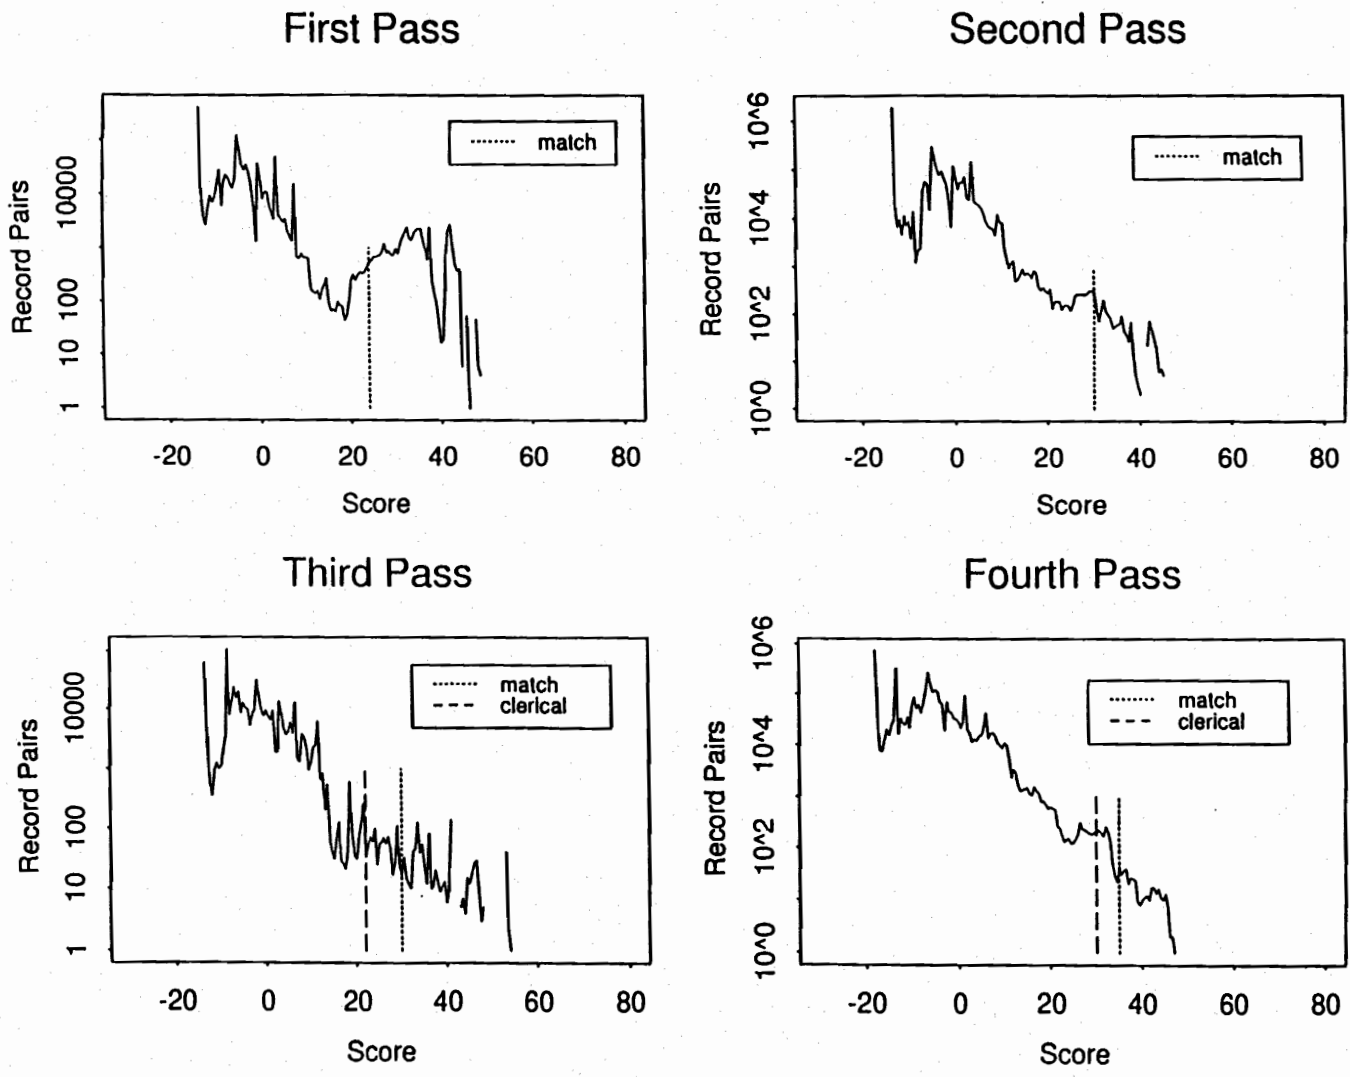 First Pass
Record Pairs
10000
100
10
1
match
-20 0 20 40 60 80
Score
Second Pass
Record Pairs
10^6
10^4
10^2
10^0
match
-20 0 20 40 60 80
Score
Third Pass
Record Pairs
10000
100
10
1
match
clerical
-20 0 20 40 60 80
Score
Fourth Pass
Record Pairs
10^6
10^4
10^2
10^0
match
clerical
-20 0 20 40 60 80
Score